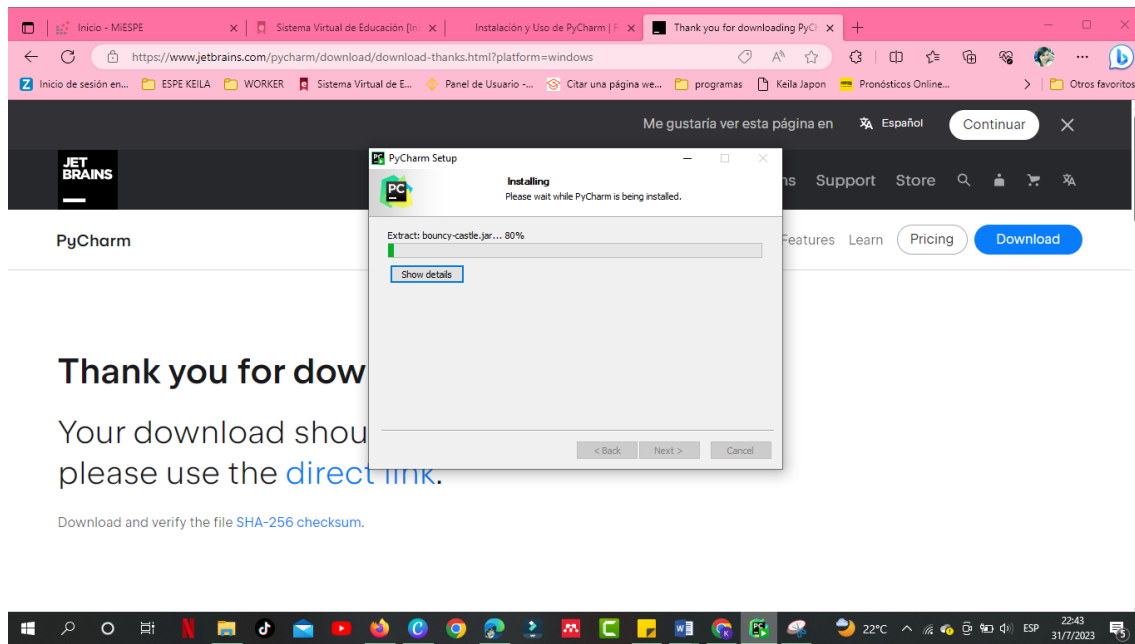 Inicio - MiESPE
Sistema Virtual de Educación [In
Instalación y Uso de PyCharm | F
Thank you for downloading PyCh
https://www.jetbrains.com/pycharm/download/download-thanks.html?platform=windows
Inicio de sesión en...
ESPE KEILA
WORKER
Sistema Virtual de E...
Panel de Usuario -...
Citar una página we...
programas
Keila Japon
Pronósticos Online...
Otros favoritos
Me gustaría ver esta página en
Español
Continuar
JET
BRAINS
ns
Support
Store
PyCharm Setup
Installing
Please wait while PyCharm is being installed.
PyCharm
Features
Learn
Pricing
Download
Extract: bouncy-castle.jar... 80%
Show details
< Back
Next >
Cancel
Thank you for dow
Your download shou
please use the direct link.
Download and verify the file SHA-256 checksum.
22°C
ESP
22:43
31/7/2023